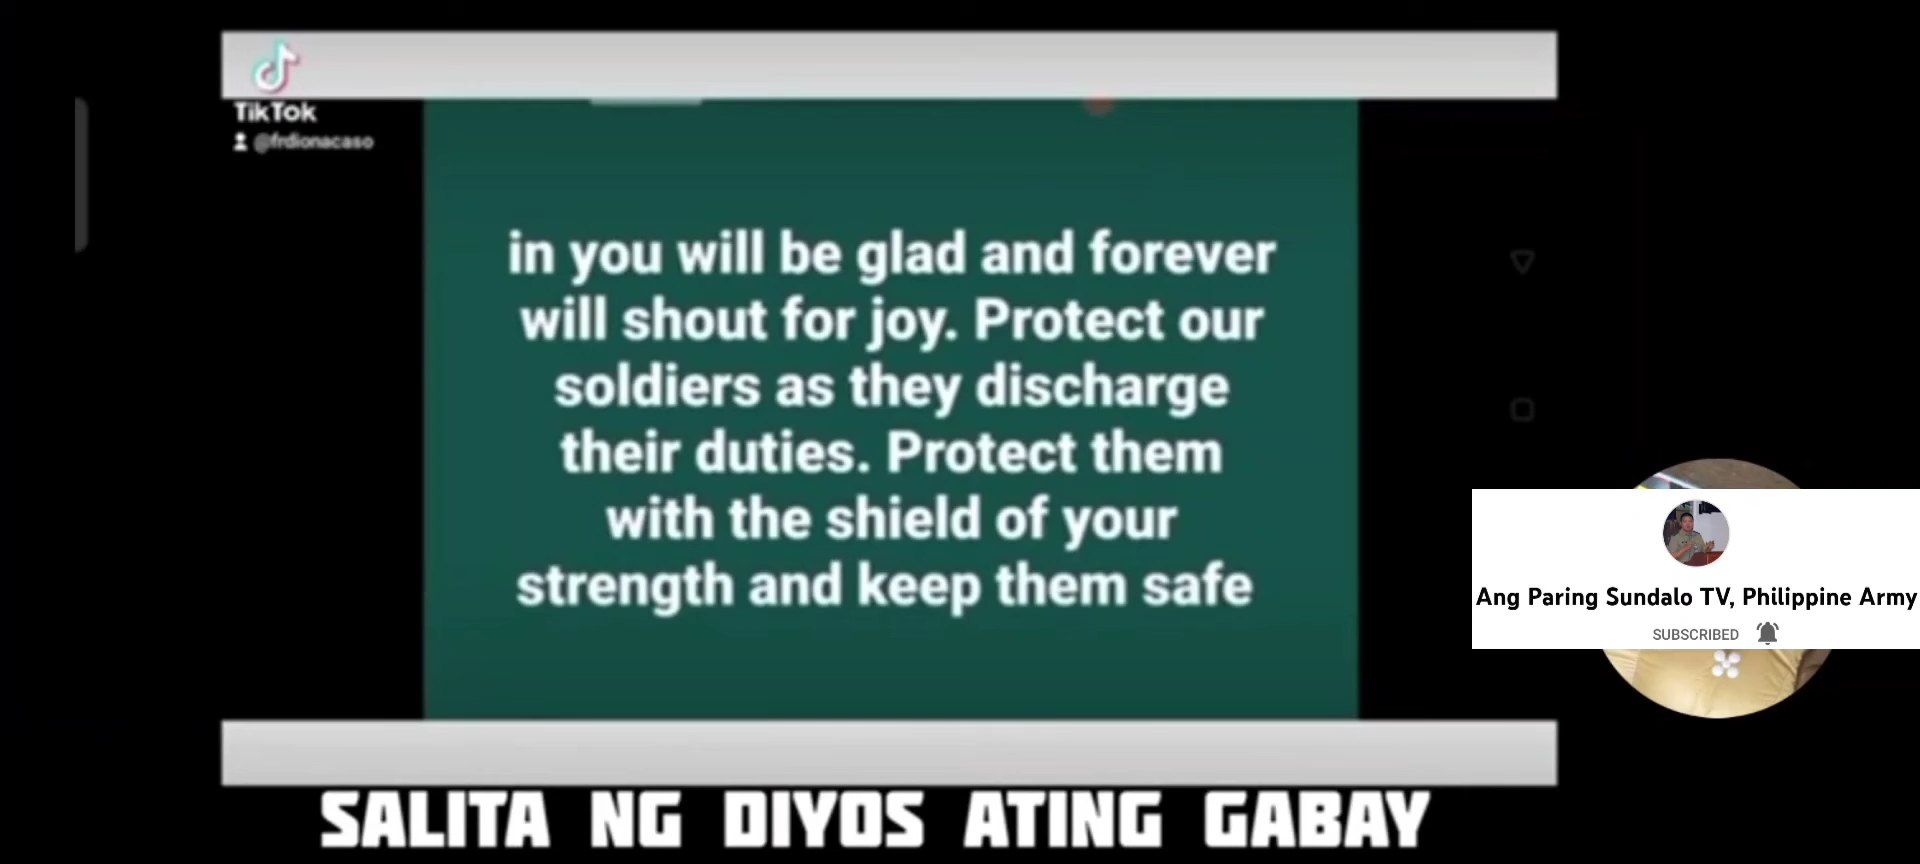 TikTok
@frdionacaso
in you will be glad and forever
will shout for joy. Protect our
soldiers as they discharge
their duties. Protect them
with the shield of your
strength and keep them safe
Ang Paring Sundalo TV, Philippine Army
SUBSCRIBED
SALITA NG DIYOS ATING GABAY